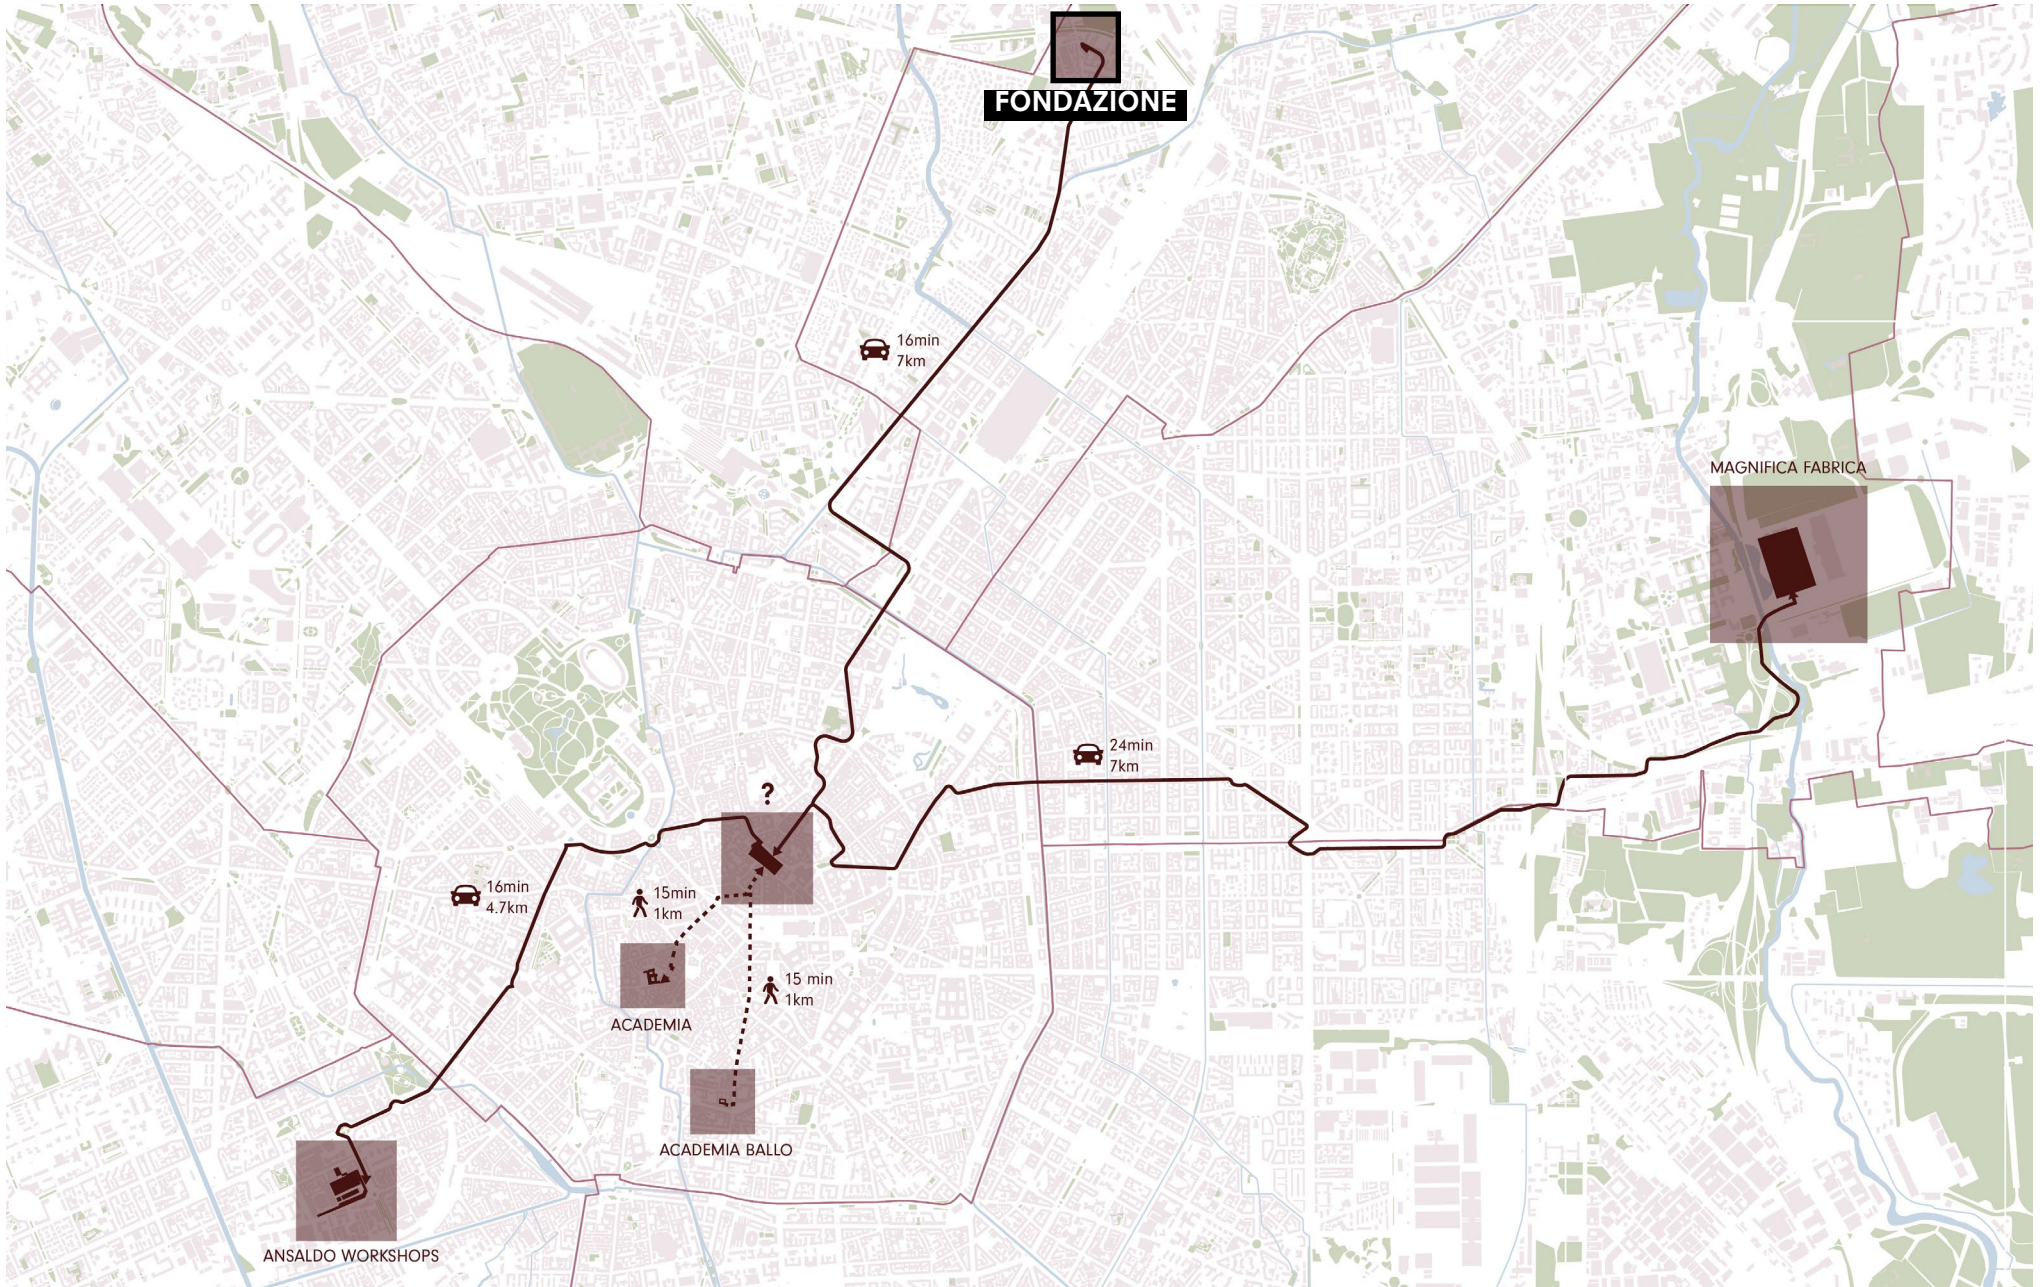 FONDAZIONE
16min
7km
MAGNIFICA FABRICA
24min
7km
?
16min
4.7km
15min
1km
15 min
1km
ACADEMIA
ACADEMIA BALLO
ANSALDO WORKSHOPS